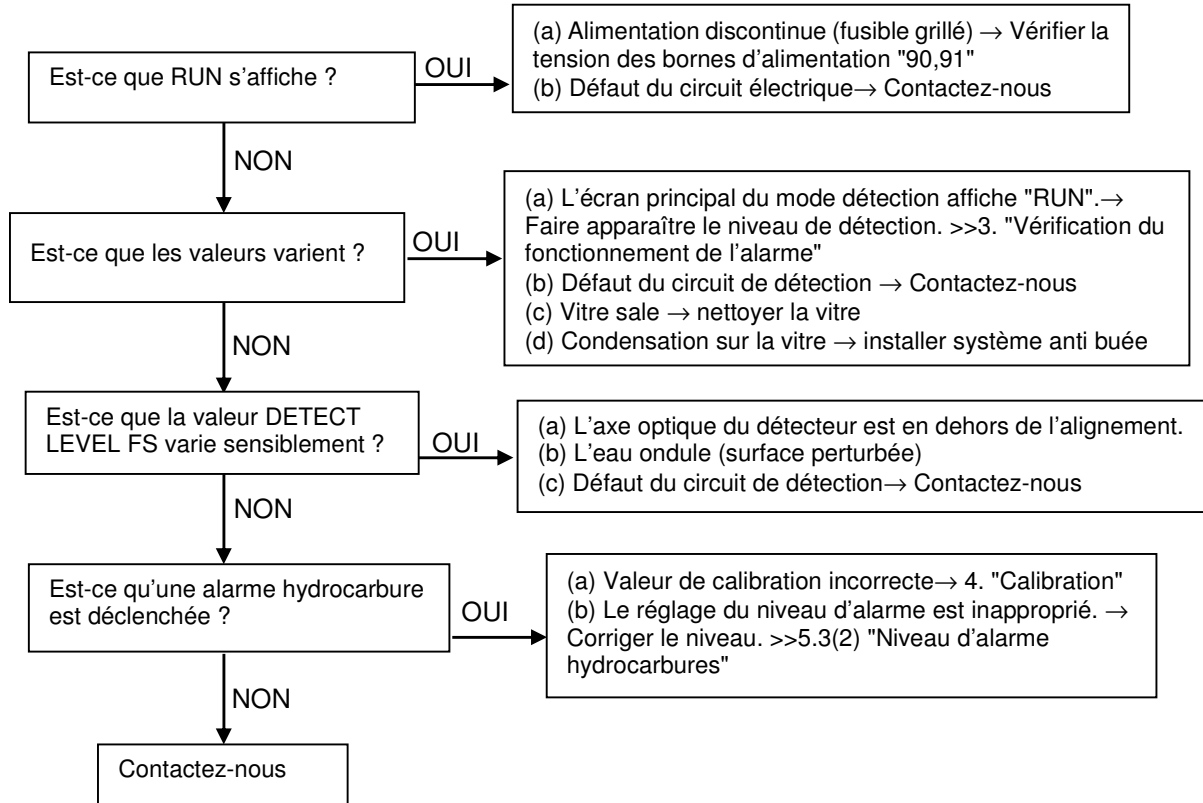 Est-ce que RUN s'affiche ?
OUI
(a) Alimentation discontinue (fusible grillé) → Vérifier la
tension des bornes d'alimentation "90,91"
(b) Défaut du circuit électrique→ Contactez-nous
NON
Est-ce que les valeurs varient ?
OUI
(a) L'écran principal du mode détection affiche "RUN".→
Faire apparaître le niveau de détection. >>3. "Vérification du
fonctionnement de l'alarme"
(b) Défaut du circuit de détection → Contactez-nous
(c) Vitre sale → nettoyer la vitre
(d) Condensation sur la vitre → installer système anti buée
NON
Est-ce que la valeur DETECT
LEVEL FS varie sensiblement ?
OUI
(a) L'axe optique du détecteur est en dehors de l'alignement.
(b) L'eau ondule (surface perturbée)
(c) Défaut du circuit de détection→ Contactez-nous
NON
Est-ce qu'une alarme hydrocarbure
est déclenchée ?
OUI
(a) Valeur de calibration incorrecte→ 4. "Calibration"
(b) Le réglage du niveau d'alarme est inapproprié. →
Corriger le niveau. >>5.3(2) "Niveau d'alarme
hydrocarbures"
NON
Contactez-nous